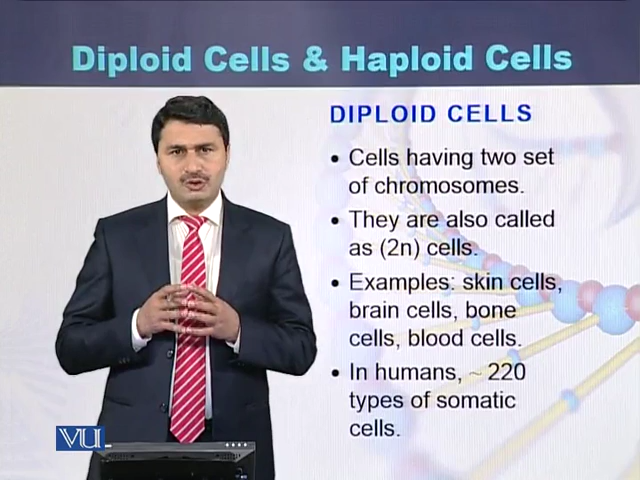 Diploid Cells & Haploid Cells
DIPLOID CELLS
• Cells having two set
of chromosomes.
• They are also called
as (2n) cells.
• Examples: skin cells,
brain cells, bone
cells, blood cells.
• In humans, ~ 220
types of somatic
cells.
VU